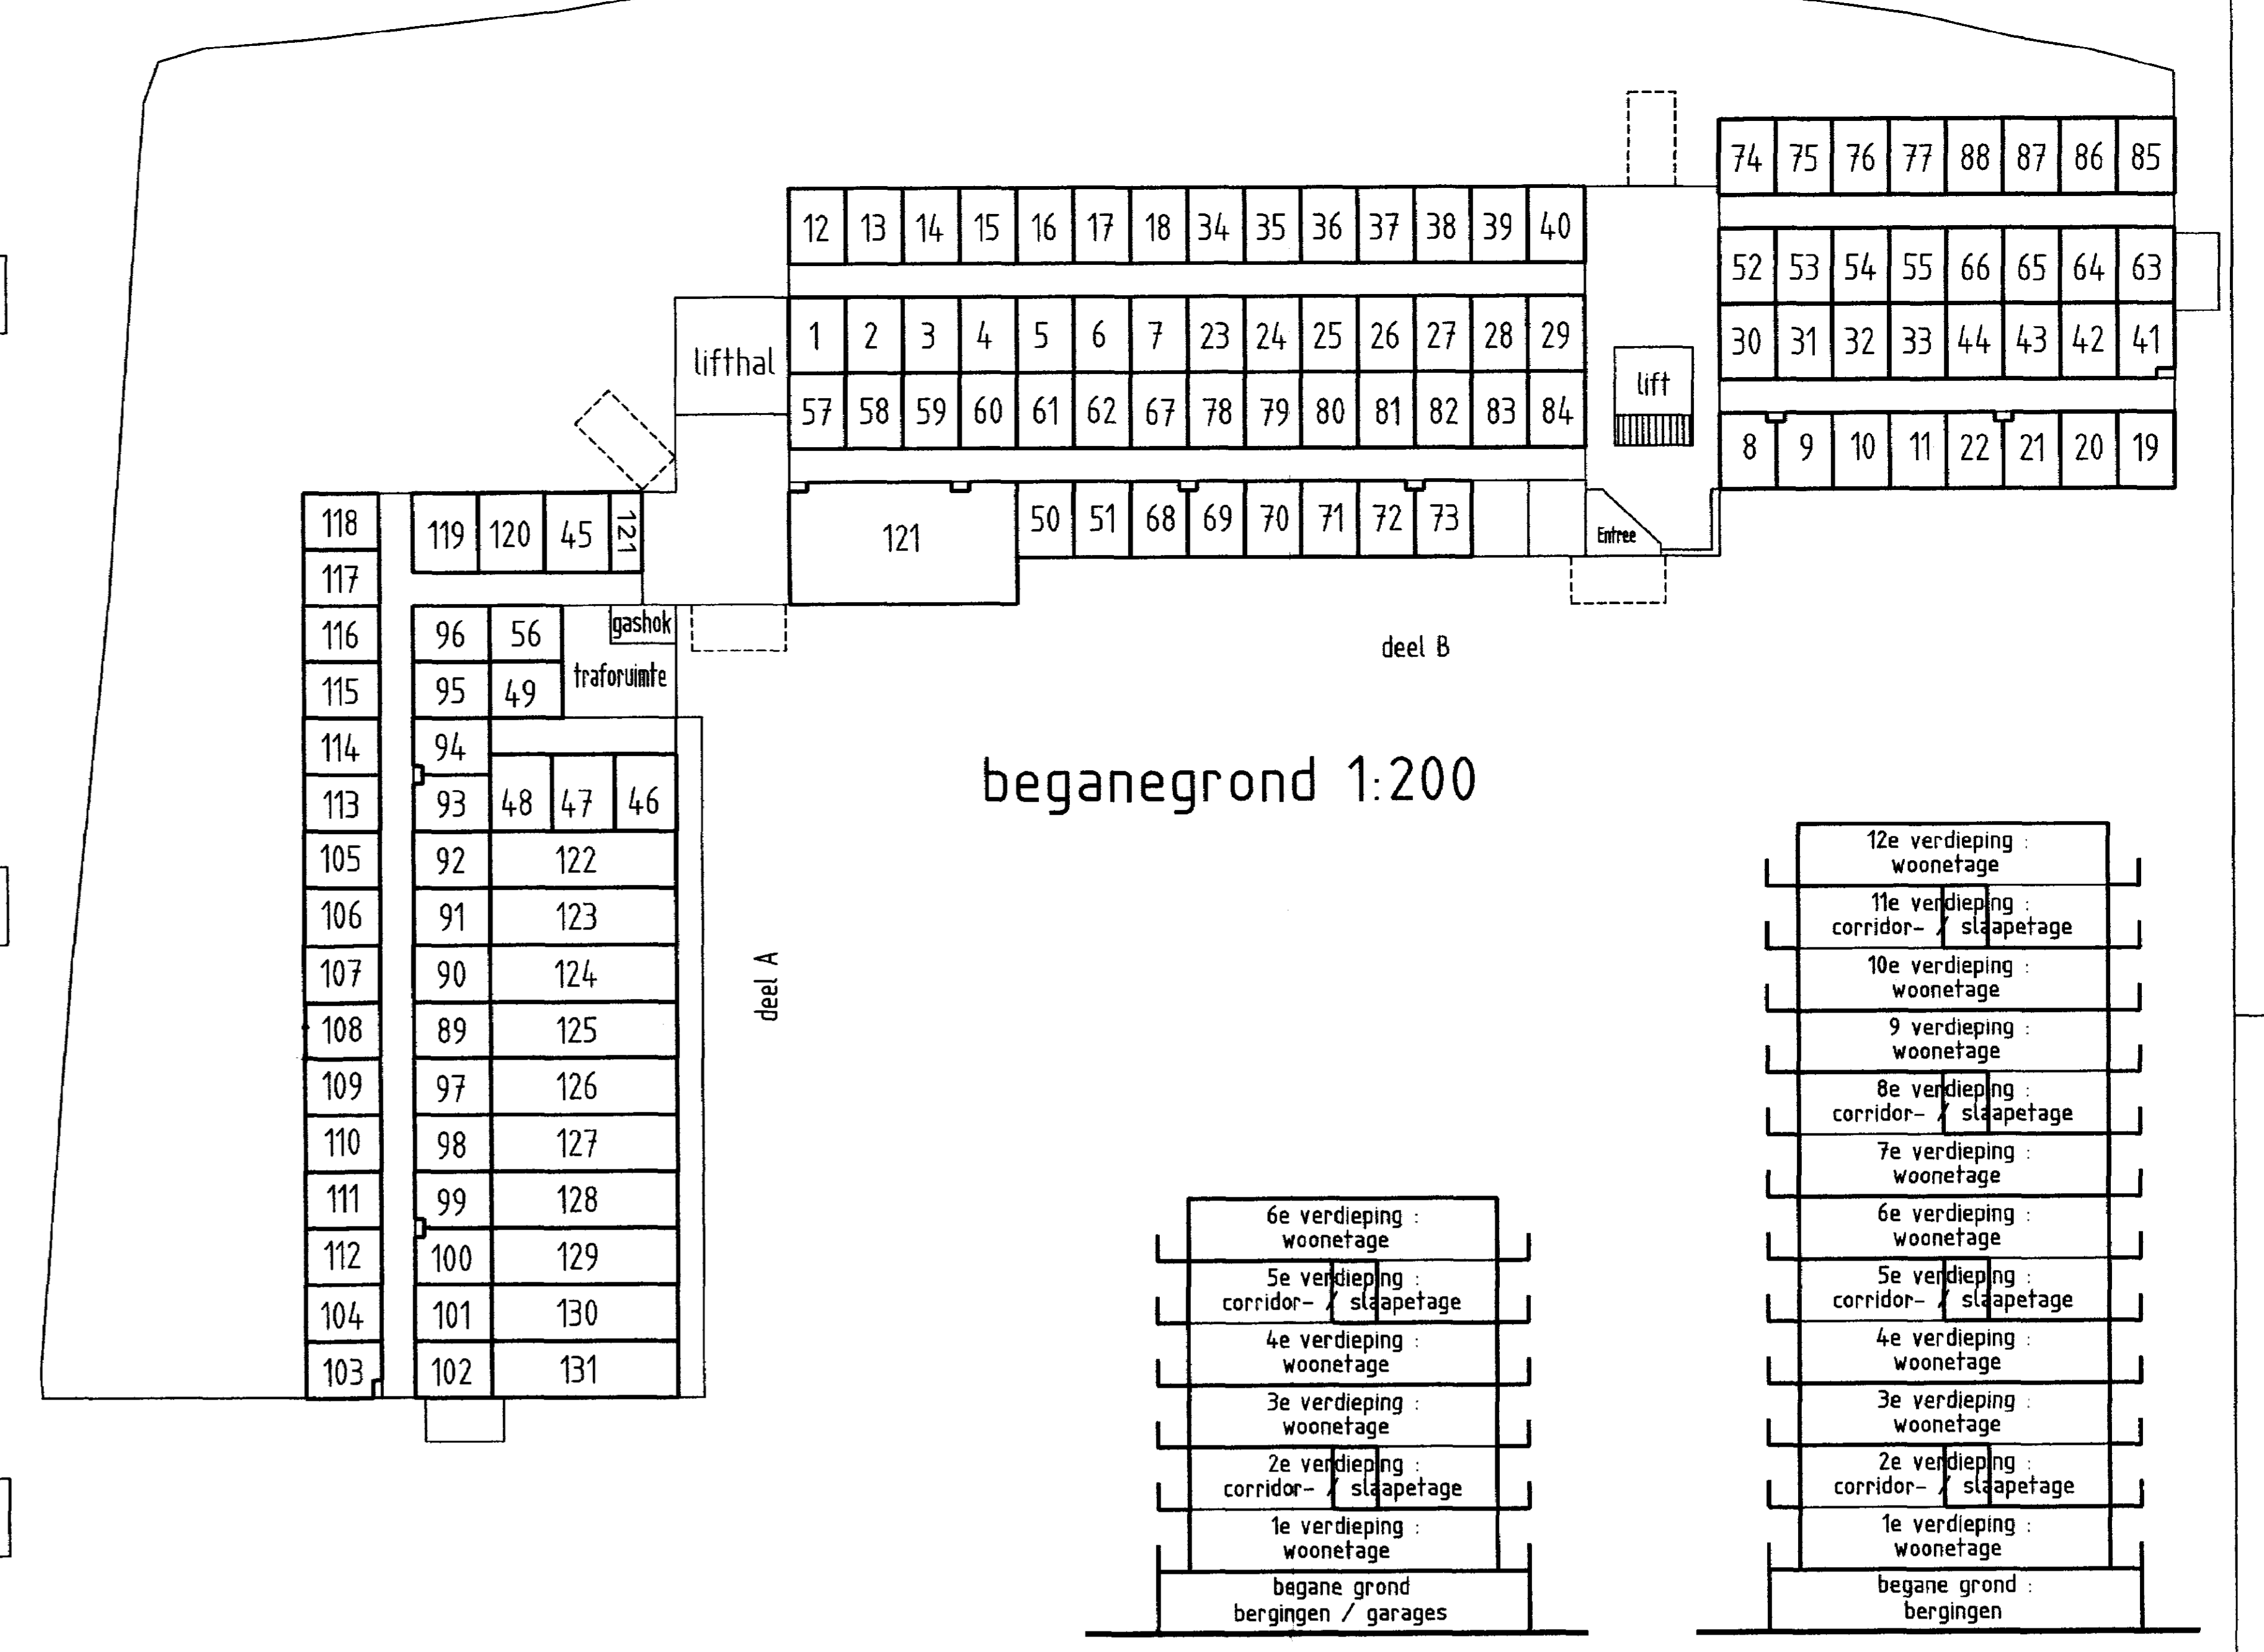 74 75 76 77 88 87 86 85
12 13 14 15 16 17 18 34 35 36 37 38 39 40
52 53 54 55 66 65 64 63
lifthal 1 2 3 4 5 6 7 23 24 25 26 27 28 29
30 31 32 33 44 43 42 41
lift
57 58 59 60 61 62 67 78 79 80 81 82 83 84
8 9 10 11 22 21 20 19
121 50 51 68 69 70 71 72 73
Entree
118 119 120 45 121
117
116 96 56 gashok
115 95 49 traforuimte
114 94
113 93 48 47 46
105 92 122
106 91 123
107 90 124
108 89 125
109 97 126
110 98 127
111 99 128
112 100 129
104 101 130
103 102 131
deel A
deel B
beganegrond 1:200
6e verdieping :
woonetage
5e verdieping :
corridor- / slaapetage
4e verdieping :
woonetage
3e verdieping :
woonetage
2e verdieping :
corridor- / slaapetage
1e verdieping :
woonetage
begane grond
bergingen / garages
12e verdieping :
woonetage
11e verdieping :
corridor- / slaapetage
10e verdieping :
woonetage
9 verdieping :
woonetage
8e verdieping :
corridor- / slaapetage
7e verdieping :
woonetage
6e verdieping :
woonetage
5e verdieping :
corridor- / slaapetage
4e verdieping :
woonetage
3e verdieping :
woonetage
2e verdieping :
corridor- / slaapetage
1e verdieping :
woonetage
begane grond :
bergingen